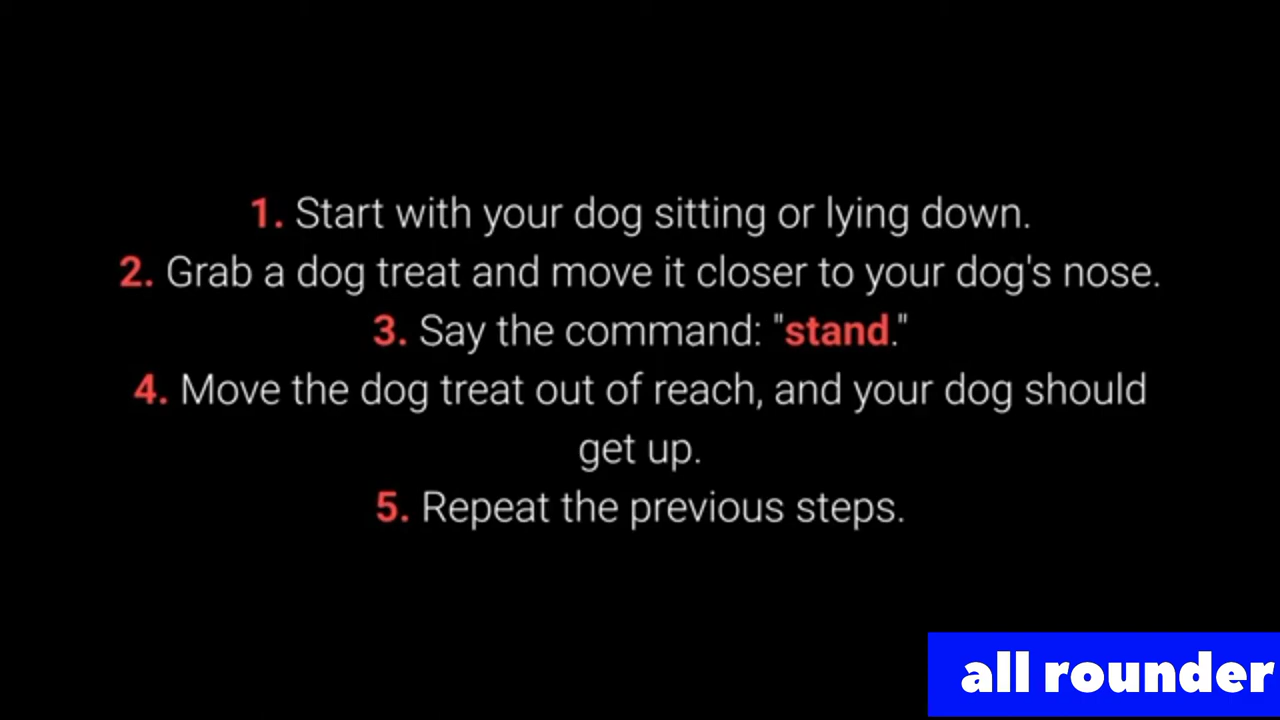 1. Start with your dog sitting or lying down.
2. Grab a dog treat and move it closer to your dog's nose.
3. Say the command: "stand."
4. Move the dog treat out of reach, and your dog should
get up.
5. Repeat the previous steps.
all rounder